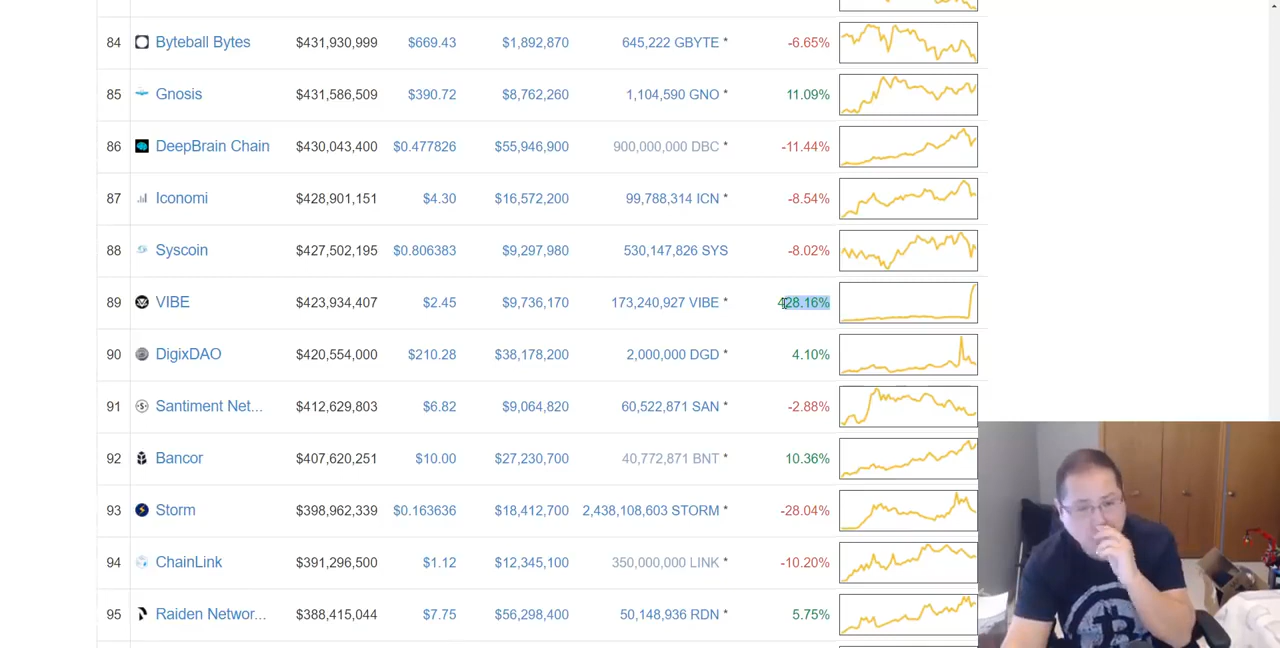 84 Byteball Bytes $431,930,999 $669.43 $1,892,870 645,222 GBYTE * -6.65%
85 Gnosis $431,586,509 $390.72 $8,762,260 1,104,590 GNO * 11.09%
86 DeepBrain Chain $430,043,400 $0.477826 $55,946,900 900,000,000 DBC * -11.44%
87 Iconomi $428,901,151 $4.30 $16,572,200 99,788,314 ICN * -8.54%
88 Syscoin $427,502,195 $0.806383 $9,297,980 530,147,826 SYS -8.02%
89 VIBE $423,934,407 $2.45 $9,736,170 173,240,927 VIBE * 428.16%
90 DigixDAO $420,554,000 $210.28 $38,178,200 2,000,000 DGD * 4.10%
91 Santiment Net... $412,629,803 $6.82 $9,064,820 60,522,871 SAN * -2.88%
92 Bancor $407,620,251 $10.00 $27,230,700 40,772,871 BNT * 10.36%
93 Storm $398,962,339 $0.163636 $18,412,700 2,438,108,603 STORM * -28.04%
94 ChainLink $391,296,500 $1.12 $12,345,100 350,000,000 LINK * -10.20%
95 Raiden Networ... $388,415,044 $7.75 $56,298,400 50,148,936 RDN * 5.75%